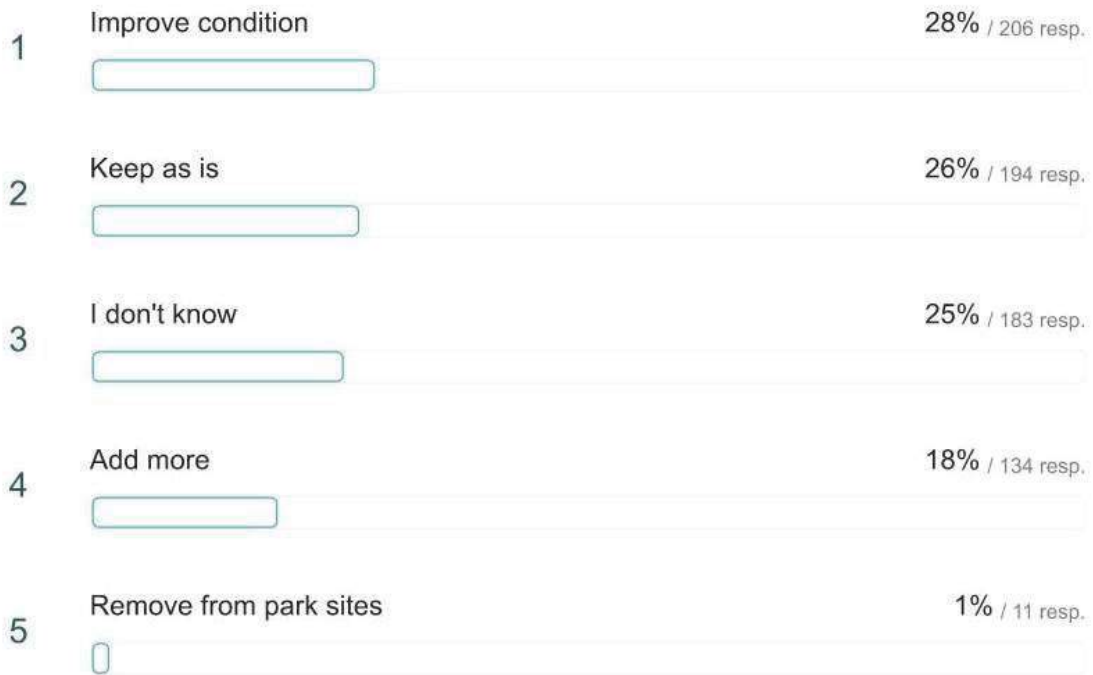 1 Improve condition 28% / 206 resp.
2 Keep as is 26% / 194 resp.
3 I don't know 25% / 183 resp.
4 Add more 18% / 134 resp.
5 Remove from park sites 1% / 11 resp.